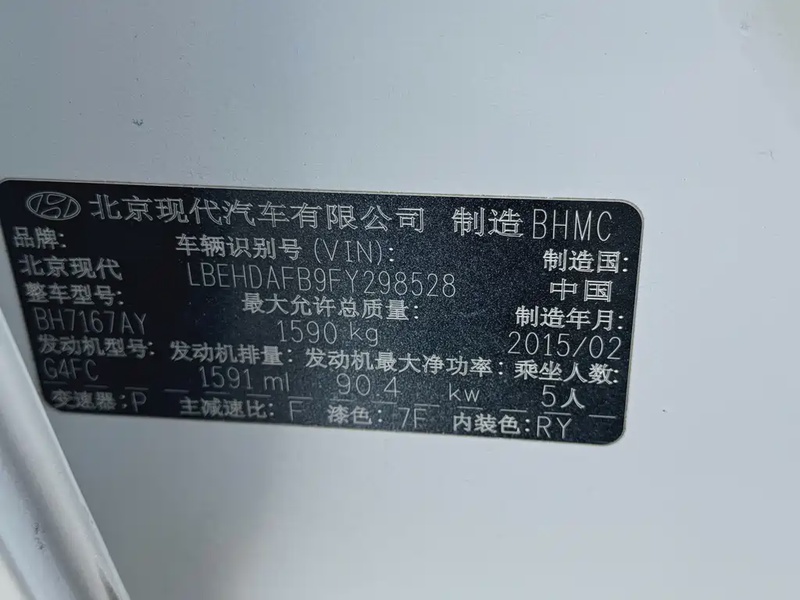 北京现代汽车有限公司 制造 BHMC
品牌: 车辆识别号 (VIN): 制造国:
北京现代 LBEHDAFB9FY298528 中国
整车型号: 最大允许总质量: 制造年月:
BH7167AY 1590 kg 2015/02
发动机型号: 发动机排量: 发动机最大净功率: 乘坐人数:
G4FC 1591 ml 90.4 kw 5人
变速器: P 主减速比: F 漆色: 7F 内装色: RY